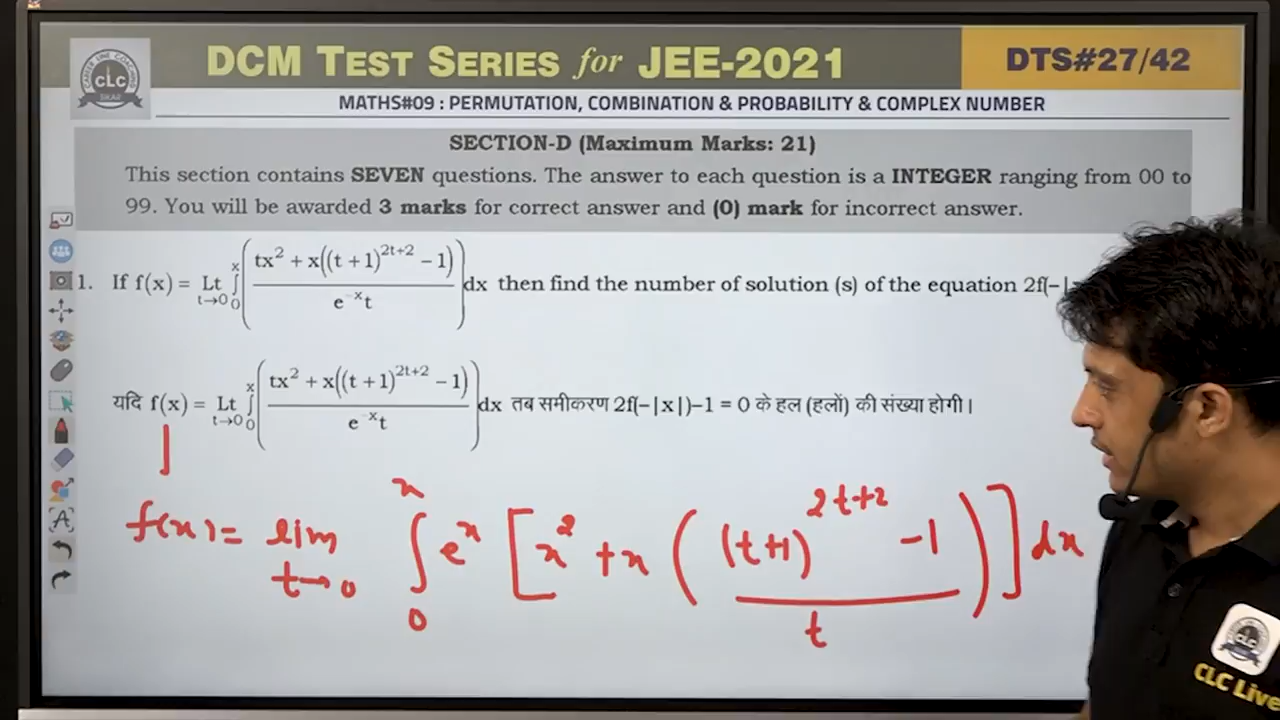 DCM TEST SERIES for JEE-2021
DTS#27/42
CLC
MATHS#09 : PERMUTATION, COMBINATION & PROBABILITY & COMPLEX NUMBER
SECTION-D (Maximum Marks: 21)
This section contains SEVEN questions. The answer to each question is a INTEGER ranging from 00 to
99. You will be awarded 3 marks for correct answer and (0) mark for incorrect answer.
1. If f(x) = Lt t→0 ∫₀ˣ ( (tx² + x((t + 1)^(2t+2) − 1)) / (e^(−x) t) ) dx then find the number of solution (s) of the equation 2f(−|
यदि f(x) = Lt t→0 ∫₀ˣ ( (tx² + x((t + 1)^(2t+2) − 1)) / (e^(−x) t) ) dx तब समीकरण 2f(−|x|)−1 = 0 के हल (हलों) की संख्या होगी।
f(x) = lim t→0 ∫₀ˣ eˣ [ x² + x ( ((t+1)^(2t+2) − 1) / t ) ] dx
CLC
CLC Live